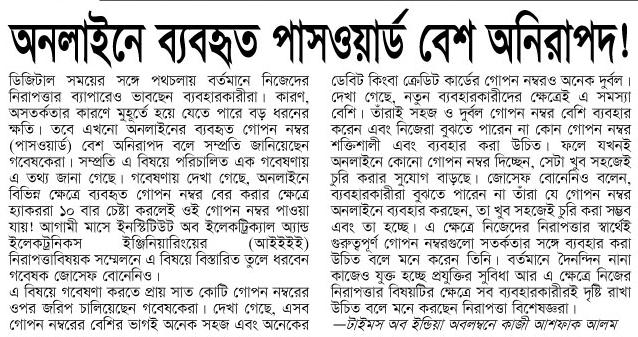 অনলাইনে ব্যবহৃত পাসওয়ার্ড বেশ অনিরাপদ!
ডিজিটাল সময়ের সঙ্গে পথচলায় বর্তমানে নিজেদের
নিরাপত্তার ব্যাপারেও ভাবছেন ব্যবহারকারীরা। কারণ,
অসতর্কতার কারণে মুহূর্তে হয়ে যেতে পারে বড় ধরনের
ক্ষতি। তবে এখনো অনলাইনের ব্যবহৃত গোপন নম্বর
(পাসওয়ার্ড) বেশ অনিরাপদ বলে সম্প্রতি জানিয়েছেন
গবেষকেরা। সম্প্রতি এ বিষয়ে পরিচালিত এক গবেষণায়
এ তথ্য জানা গেছে। গবেষণায় দেখা গেছে, অনলাইনে
বিভিন্ন ক্ষেত্রে ব্যবহৃত গোপন নম্বর বের করার ক্ষেত্রে
হ্যাকররা ১০ বার চেষ্টা করলেই ওই গোপন নম্বর পাওয়া
যায়! আগামী মাসে ইনস্টিটিউট অব ইলেকট্রিক্যাল অ্যান্ড
ইলেকট্রনিকস ইঞ্জিনিয়ারিংয়ের (আইইইই)
নিরাপত্তাবিষয়ক সম্মেলনে এ বিষয়ে বিস্তারিত তুলে ধরবেন
গবেষক জোসেফ বোনেনিও।
এ বিষয়ে গবেষণা করতে প্রায় সাত কোটি গোপন নম্বরের
ওপর জরিপ চালিয়েছেন গবেষকেরা। দেখা গেছে, এসব
গোপন নম্বরের বেশির ভাগই অনেক সহজ এবং অনেকের
ডেবিট কিংবা ক্রেডিট কার্ডের গোপন নম্বরও অনেক দুর্বল।
দেখা গেছে, নতুন ব্যবহারকারীদের ক্ষেত্রেই এ সমস্যা
বেশি। তাঁরাই সহজ ও দুর্বল গোপন নম্বর বেশি ব্যবহার
করেন এবং নিজেরা বুঝতে পারেন না কোন গোপন নম্বর
শক্তিশালী এবং ব্যবহার করা উচিত। ফলে যখনই
অনলাইনে কোনো গোপন নম্বর দিচ্ছেন, সেটা খুব সহজেই
চুরি করার সুযোগ বাড়ছে। জোসেফ বোনেনিও বলেন,
ব্যবহারকারীরা বুঝতে পারেন না তাঁরা যে গোপন নম্বর
অনলাইনে ব্যবহার করছেন, তা খুব সহজেই চুরি করা সম্ভব
এবং তা হচ্ছে। এ ক্ষেত্রে নিজেদের নিরাপত্তার স্বার্থেই
গুরুত্বপূর্ণ গোপন নম্বরগুলো সতর্কতার সঙ্গে ব্যবহার করা
উচিত বলে মনে করেন তিনি। বর্তমানে দৈনন্দিন নানা
কাজেও যুক্ত হচ্ছে প্রযুক্তির সুবিধা আর এ ক্ষেত্রে নিজের
নিরাপত্তার বিষয়টির ক্ষেত্রে সব ব্যবহারকারীরই দৃষ্টি রাখা
উচিত বলে মনে করছেন নিরাপত্তা বিশেষজ্ঞরা।
—টাইমস অব ইন্ডিয়া অবলম্বনে কাজী আশফাক আলম